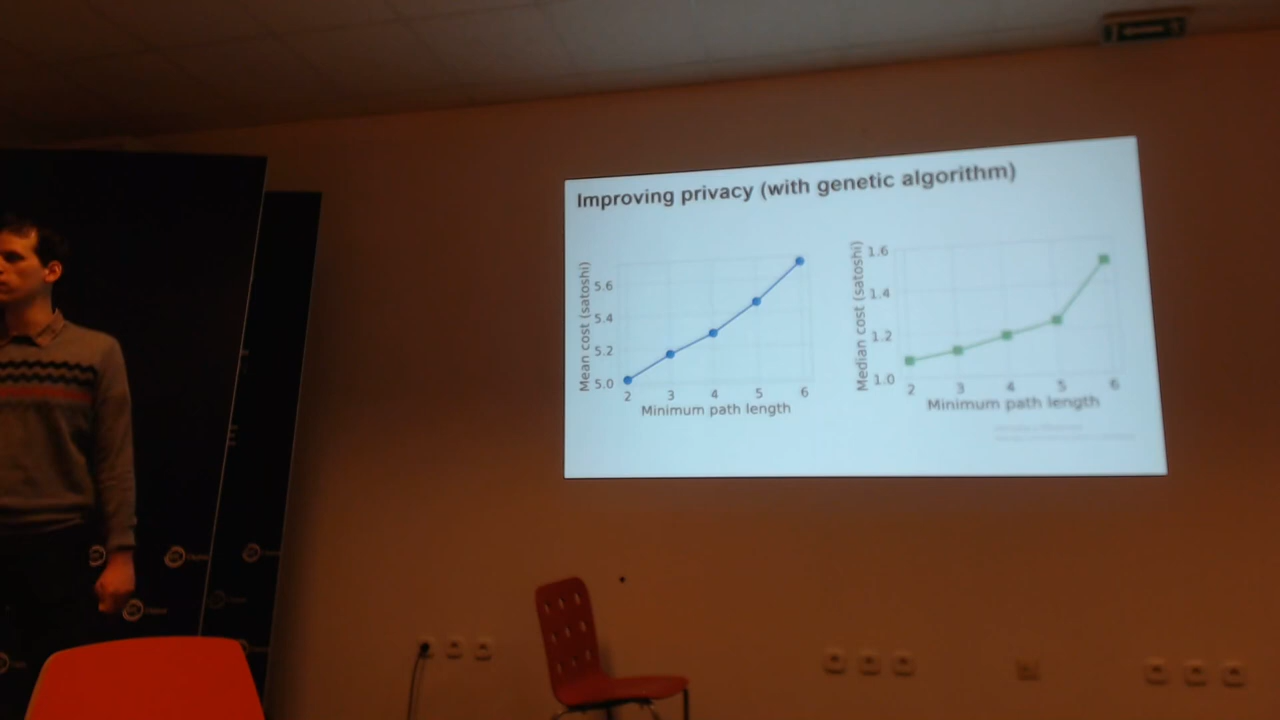 Improving privacy (with genetic algorithm)
Mean cost (satoshi)
5.6
5.4
5.2
5.0
2 3 4 5 6
Minimum path length
Median cost (satoshi)
1.6
1.4
1.2
1.0
2 3 4 5 6
Minimum path length